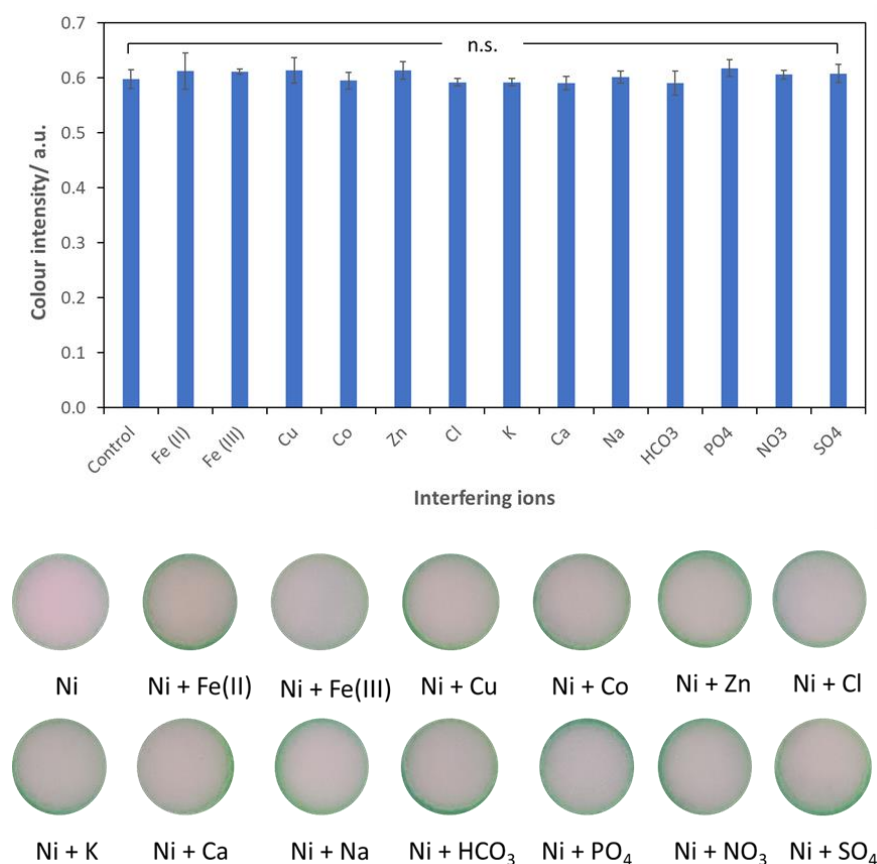 0.7
n.s.
0.6
0.5
0.4
0.3
0.2
0.1
0.0
Colour intensity/ a.u.
Control Fe (II) Fe (III) Cu Co Zn Cl K Ca Na HCO3 PO4 NO3 SO4
Interfering ions
Ni Ni + Fe(II) Ni + Fe(III) Ni + Cu Ni + Co Ni + Zn Ni + Cl
Ni + K Ni + Ca Ni + Na Ni + HCO₃ Ni + PO₄ Ni + NO₃ Ni + SO₄